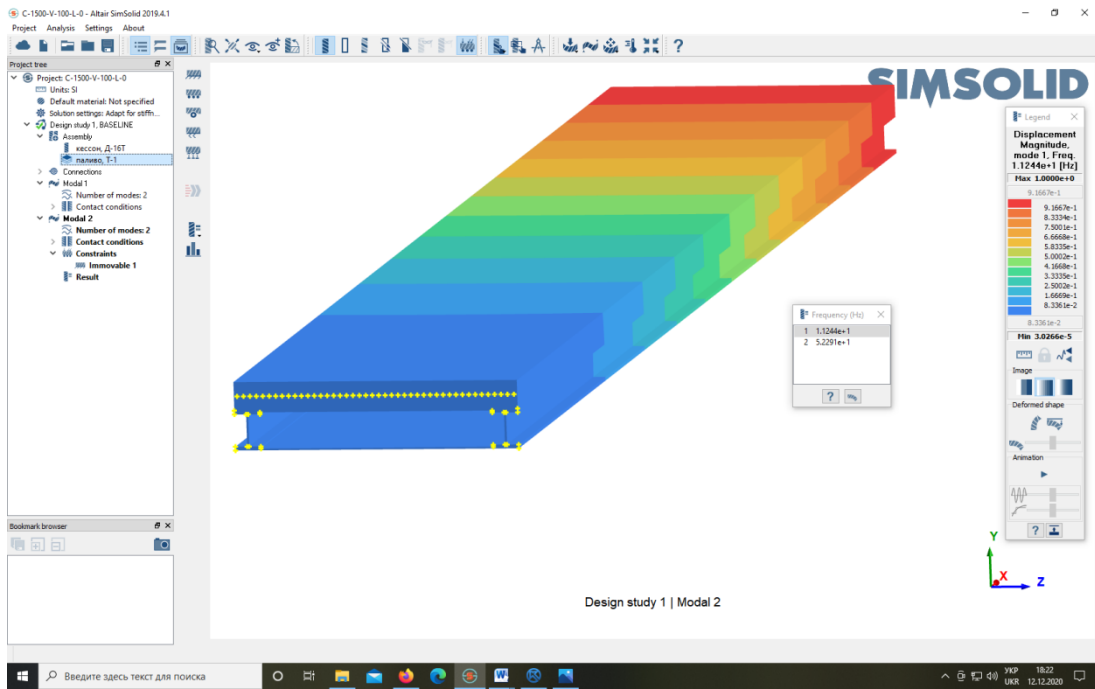 C-1500-V-100-L-0 - Altair SimSolid 2019.4.1
Project Analysis Settings About
Project tree
Project: C-1500-V-100-L-0
Units: SI
Default material: Not specified
Solution settings: Adapt for stiffn...
Design study 1, BASELINE
Assembly
кессон, Д-16Т
паливо, Т-1
Connections
Modal 1
Number of modes: 2
Contact conditions
Modal 2
Number of modes: 2
Contact conditions
Constraints
Immovable 1
Result
Bookmark browser
SIMSOLID
Legend
Displacement
Magnitude,
mode 1, Freq.
1.1244e+1 [Hz]
Max 1.0000e+0
9.1667e-1
9.1667e-1
8.3334e-1
7.5001e-1
6.6668e-1
5.8335e-1
5.0002e-1
4.1668e-1
3.3335e-1
2.5002e-1
1.6669e-1
8.3361e-2
8.3361e-2
Min 3.0266e-5
Image
Deformed shape
Animation
?
Frequency (Hz)
1 1.1244e+1
2 5.2291e+1
?
Y
X
Z
Design study 1 | Modal 2
Введите здесь текст для поиска
УКР 18:22
UKR 12.12.2020